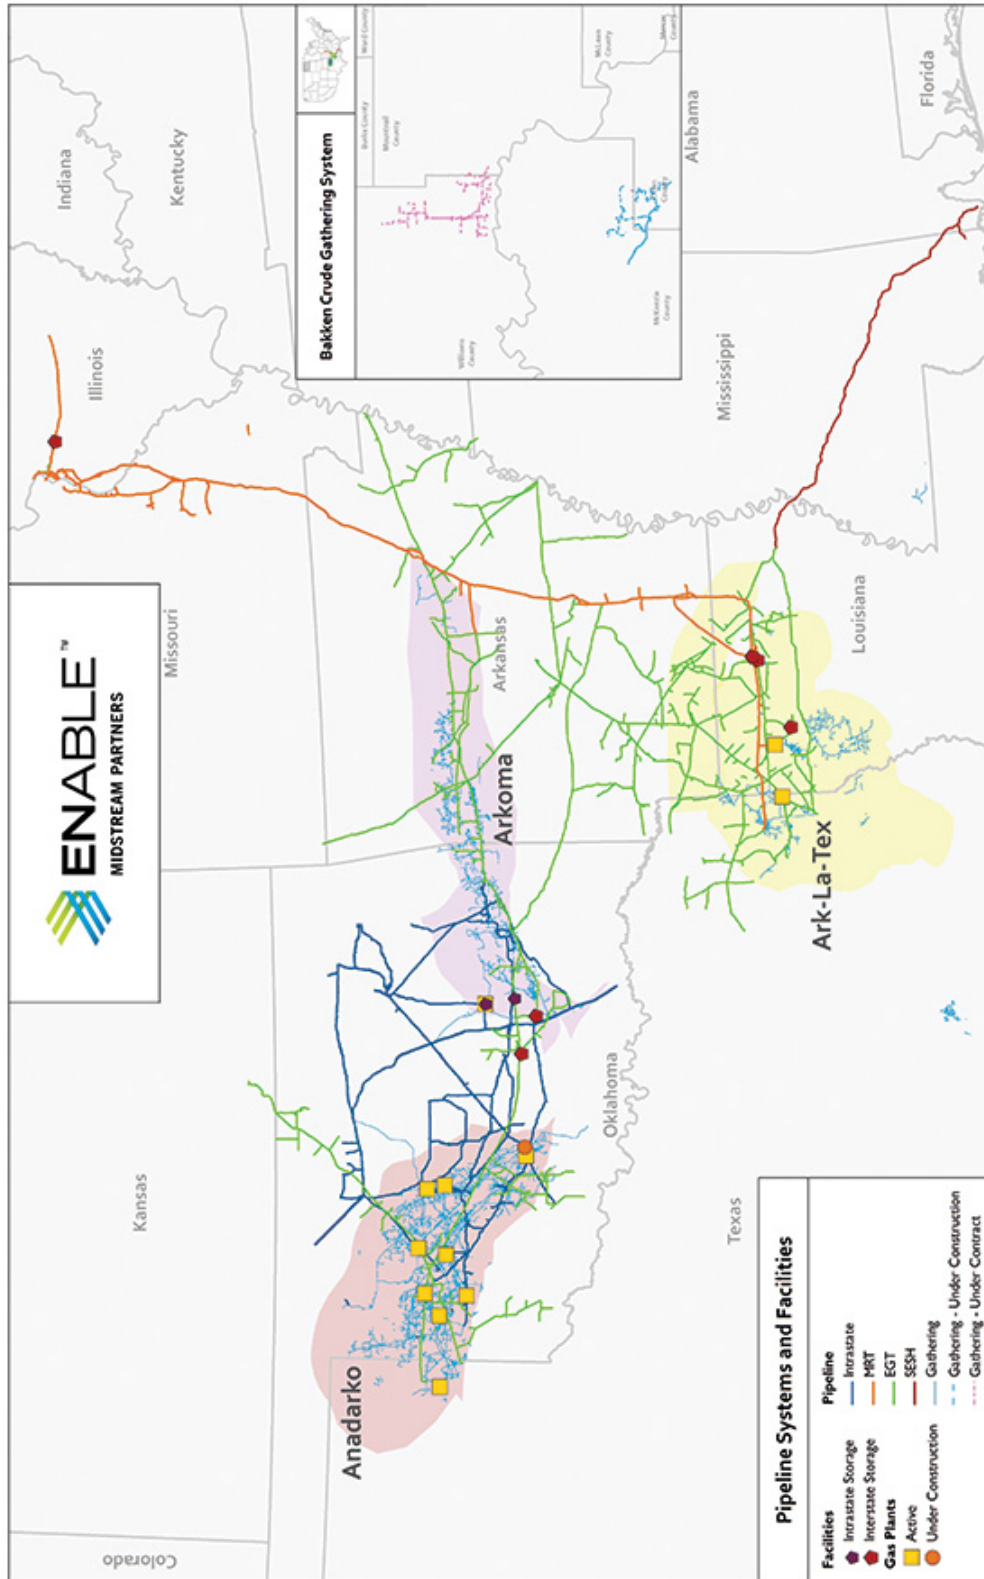 ENABLE™
MIDSTREAM PARTNERS
Bakken Crude Gathering System
Burke County
Ward County
Mountrail
County
Williams
County
McLean
County
Mercer
County
McKenzie
County
County
Colorado
Kansas
Missouri
Illinois
Indiana
Kentucky
Oklahoma
Arkansas
Texas
Louisiana
Mississippi
Alabama
Florida
Anadarko
Arkoma
Ark-La-Tex
Pipeline Systems and Facilities
Facilities
Intrastate Storage
Interstate Storage
Gas Plants
Active
Under Construction
Pipeline
Intrastate
MRT
EGT
SESH
Gathering
Gathering - Under Construction
Gathering - Under Contract